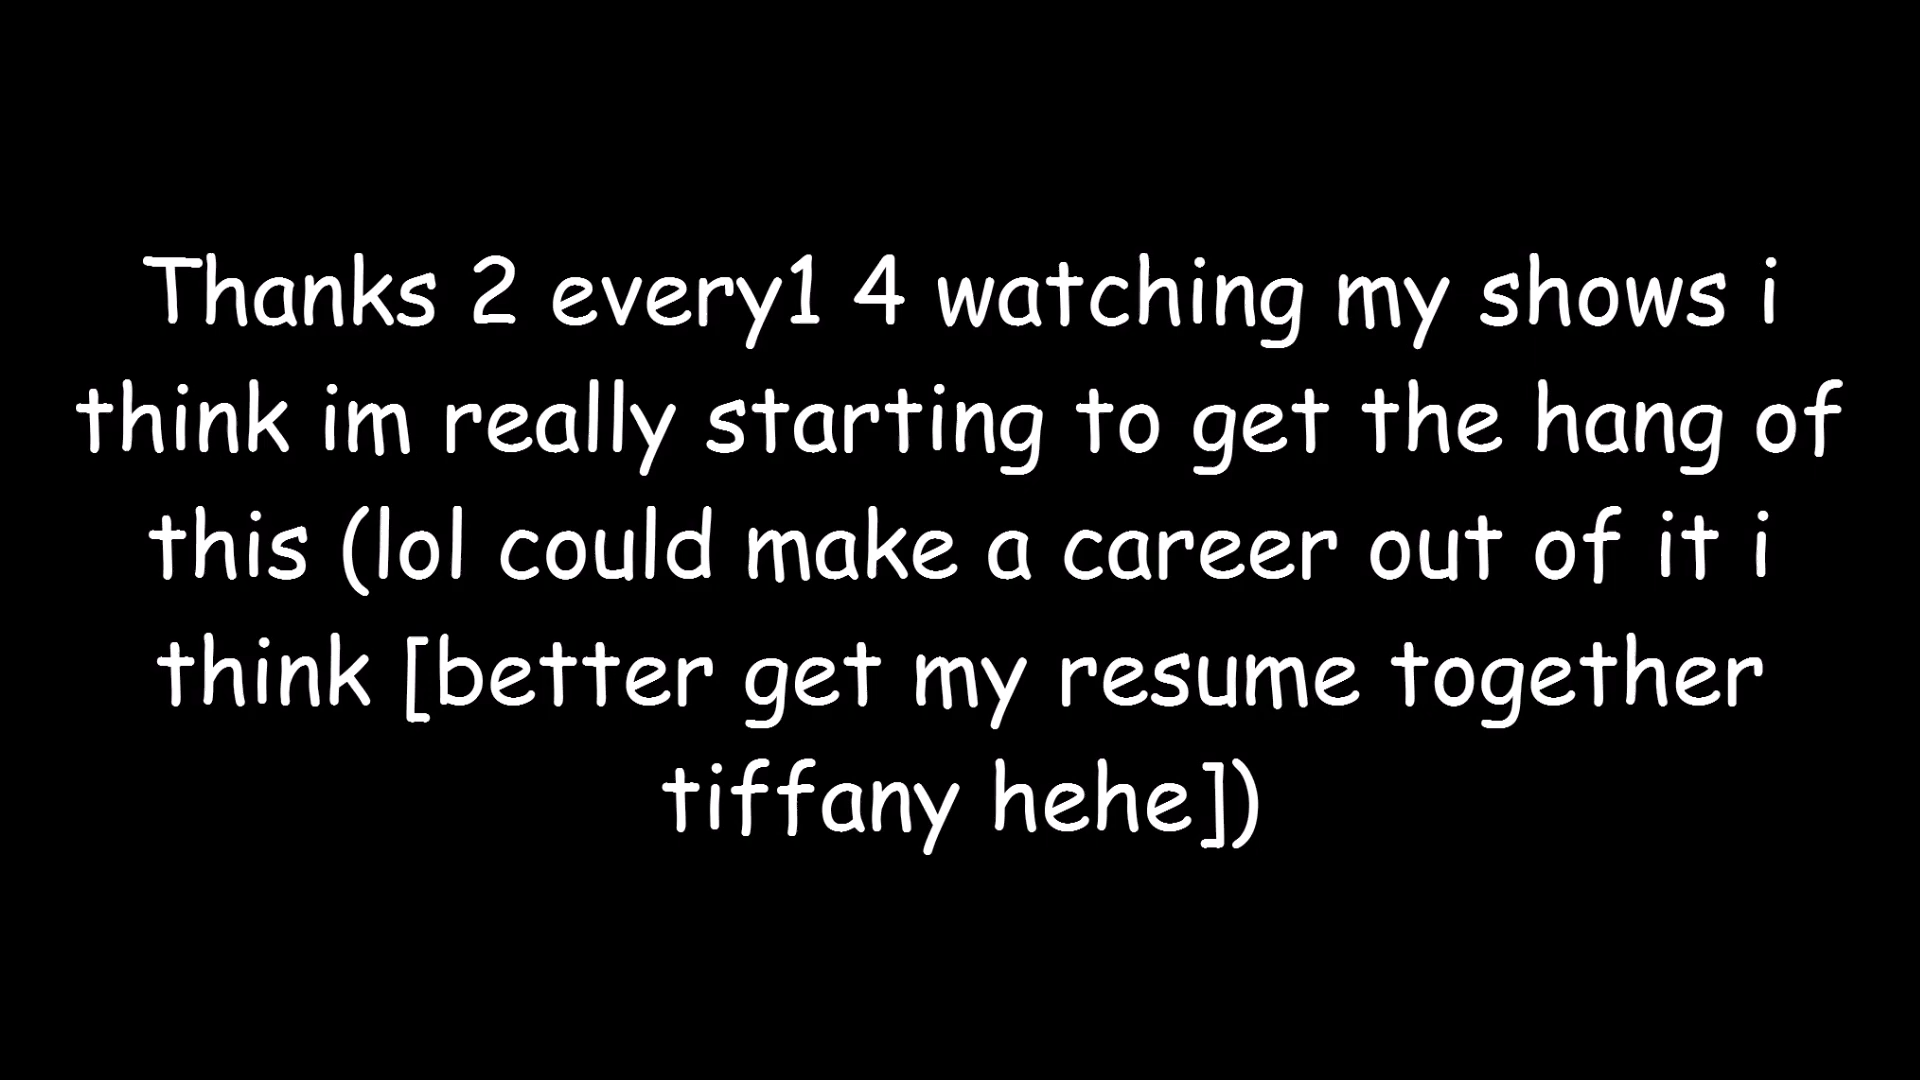 Thanks 2 every1 4 watching my shows i
think im really starting to get the hang of
this (lol could make a career out of it i
think [better get my resume together
tiffany hehe])